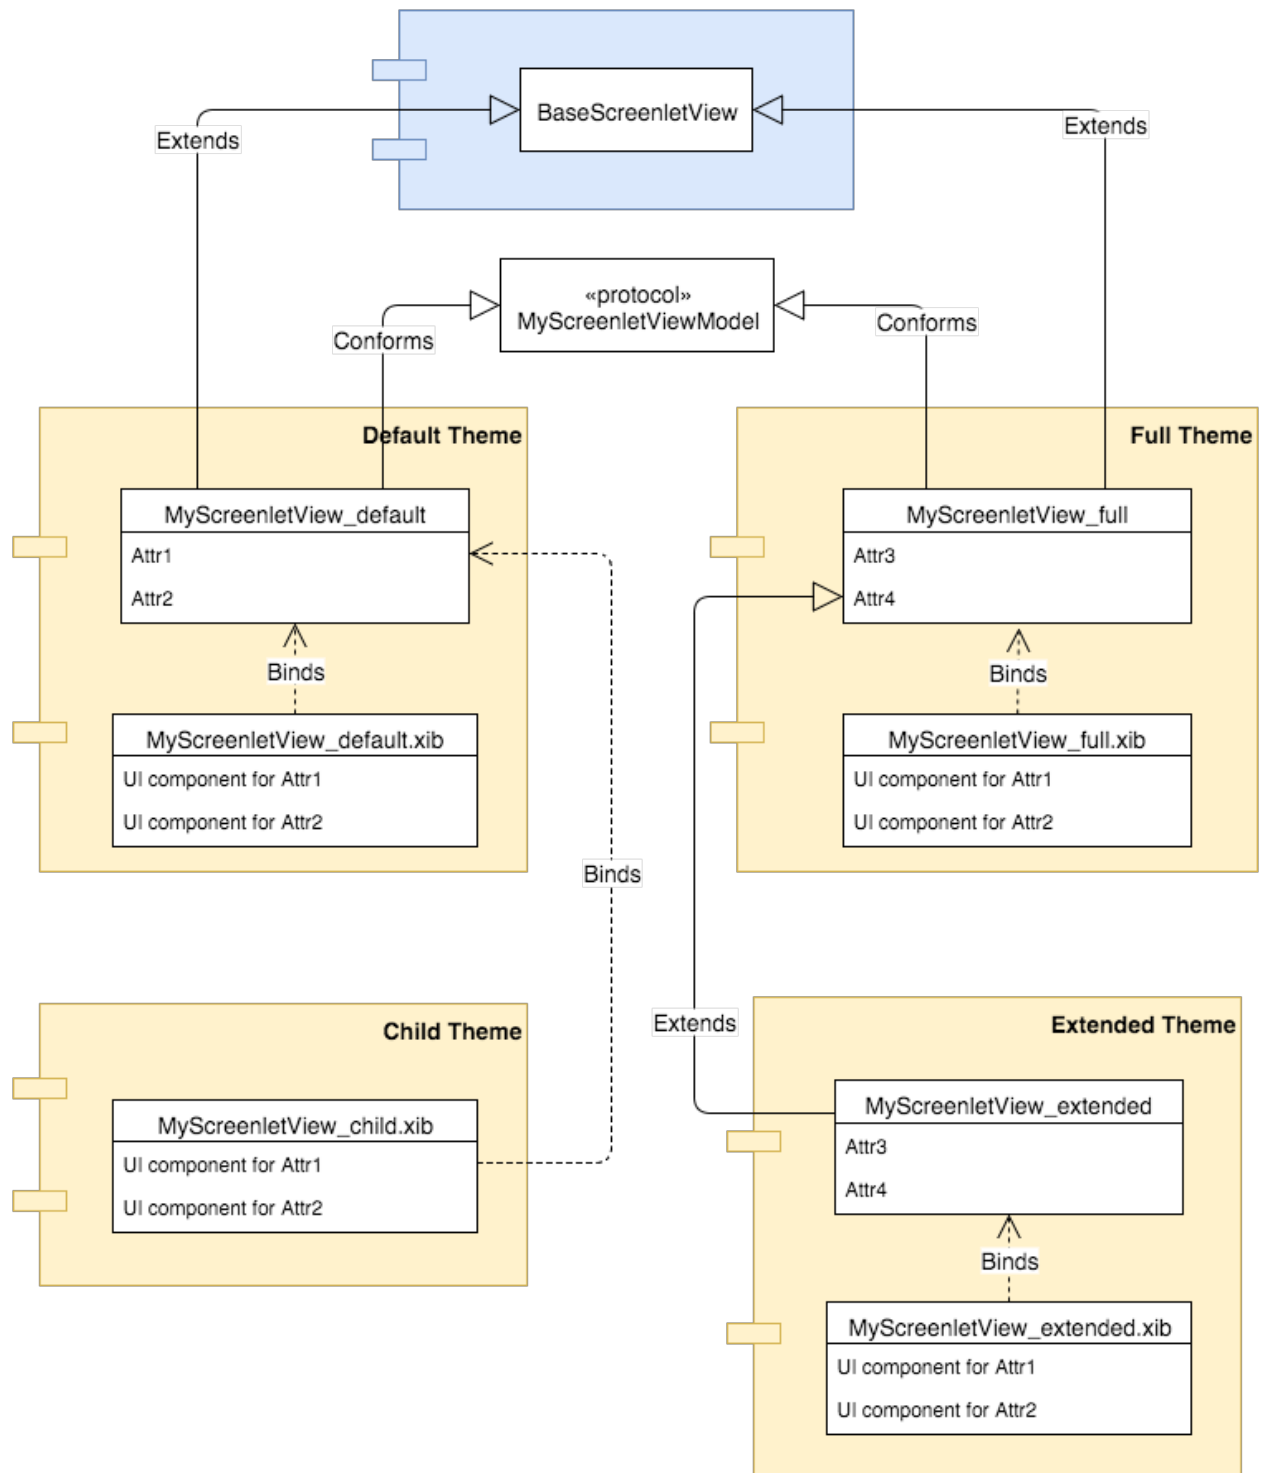 BaseScreenletView
Extends
Extends
«protocol»
MyScreenletViewModel
Conforms
Conforms
Default Theme
MyScreenletView_default
Attr1
Attr2
Binds
MyScreenletView_default.xib
UI component for Attr1
UI component for Attr2
Full Theme
MyScreenletView_full
Attr3
Attr4
Binds
MyScreenletView_full.xib
UI component for Attr1
UI component for Attr2
Binds
Extends
Child Theme
MyScreenletView_child.xib
UI component for Attr1
UI component for Attr2
Extended Theme
MyScreenletView_extended
Attr3
Attr4
Binds
MyScreenletView_extended.xib
UI component for Attr1
UI component for Attr2